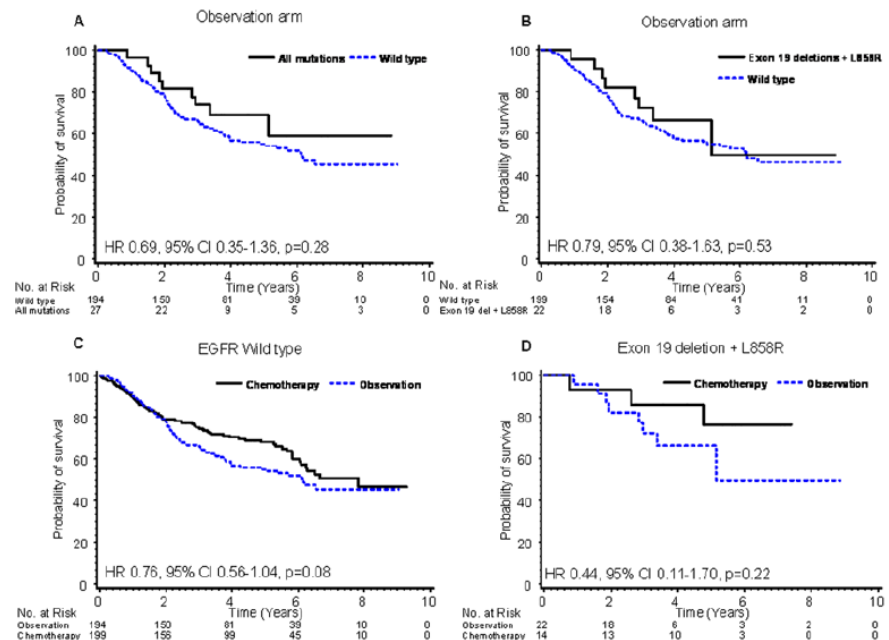 A
Observation arm
All mutations
Wild type
Probability of survival
100
80
60
40
20
0
HR 0.69, 95% CI 0.35-1.36, p=0.28
0 2 4 6 8 10
No. at Risk
Time (Years)
Wild type 194 150 81 39 10 0
All mutations 27 22 9 5 3 0
B
Observation arm
Exon 19 deletions + L858R
Wild type
Probability of survival
100
80
60
40
20
0
HR 0.79, 95% CI 0.38-1.63, p=0.53
0 2 4 6 8 10
No. at Risk
Time (Years)
Wild type 199 154 84 41 11 0
Exon 19 del + L858R 22 18 6 3 2 0
C
EGFR Wild type
Chemotherapy
Observation
Probability of survival
100
80
60
40
20
0
HR 0.76, 95% CI 0.56-1.04, p=0.08
0 2 4 6 8 10
No. at Risk
Time (Years)
Observation 194 150 81 39 10 0
Chemotherapy 199 156 99 45 10 0
D
Exon 19 deletion + L858R
Chemotherapy
Observation
Probability of survival
100
80
60
40
20
0
HR 0.44, 95% CI 0.11-1.70, p=0.22
0 2 4 6 8 10
No. at Risk
Time (Years)
Observation 22 18 6 3 2 0
Chemotherapy 14 13 10 3 0 0